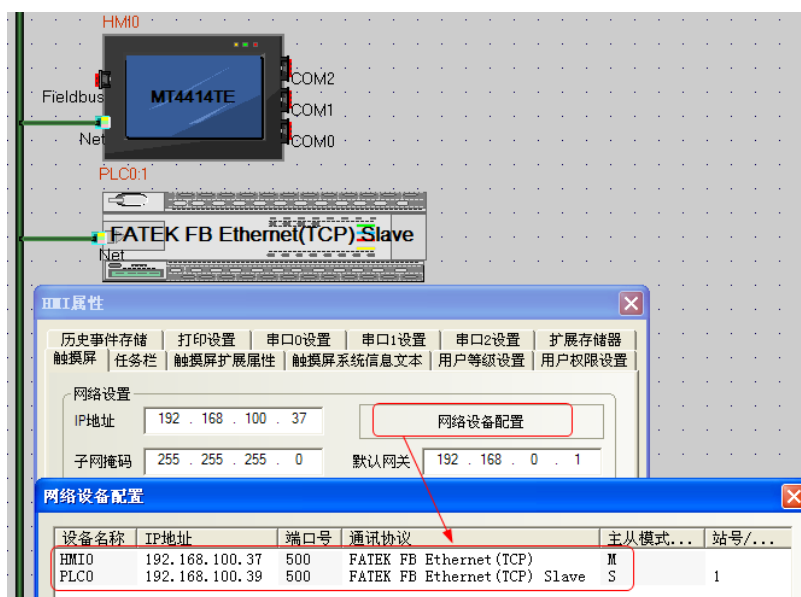 HMI0
COM2
Fieldbus
MT4414TE
COM1
Net
COM0
PLC0:1
FATEK FB Ethernet(TCP) Slave
Net
HMI属性
历史事件存储 打印设置 串口0设置 串口1设置 串口2设置 扩展存储器
触摸屏 任务栏 触摸屏扩展属性 触摸屏系统信息文本 用户等级设置 用户权限设置
网络设置
IP地址 192 . 168 . 100 . 37 网络设备配置
子网掩码 255 . 255 . 255 . 0 默认网关 192 . 168 . 0 . 1
网络设备配置
设备名称 IP地址 端口号 通讯协议 主从模式... 站号/...
HMI0 192.168.100.37 500 FATEK FB Ethernet(TCP) M
PLC0 192.168.100.39 500 FATEK FB Ethernet(TCP) Slave S 1